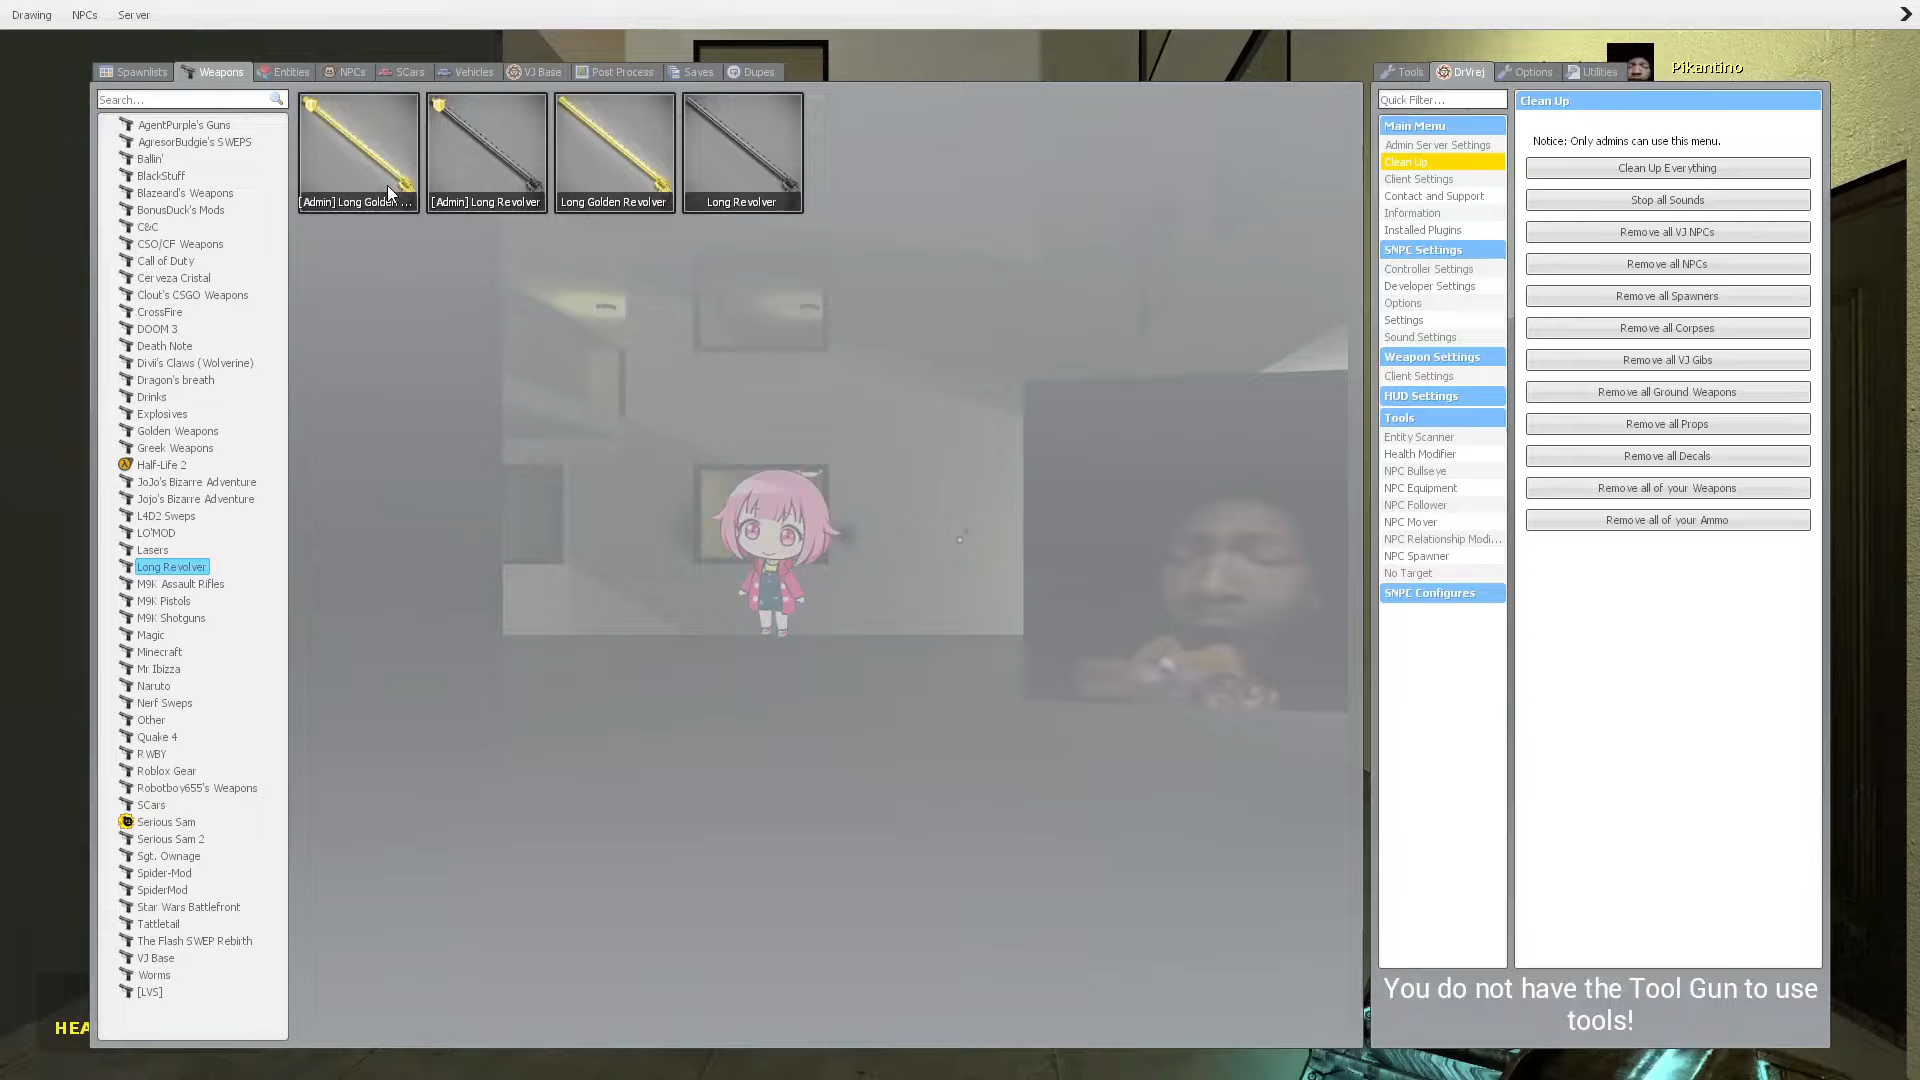 Drawing NPCs Server
Pikantino
Spawnlists Weapons Entities NPCs SCars Vehicles VJ Base Post Process Saves Dupes
Search...
AgentPurple's Guns
AgresorBudgie's SWEPS
Ballin'
BlackStuff
Blazeard's Weapons
BonusDuck's Mods
C&C
CSO/CF Weapons
Call of Duty
Cerveza Cristal
Clout's CSGO Weapons
CrossFire
DOOM 3
Death Note
Divii's Claws (Wolverine)
Dragon's breath
Drinks
Explosives
Golden Weapons
Greek Weapons
Half-Life 2
JoJo's Bizarre Adventure
Jojo's Bizarre Adventure
L4D2 Sweps
LO'MOD
Lasers
Long Revolver
M9K Assault Rifles
M9K Pistols
M9K Shotguns
Magic
Minecraft
Mr Ibizza
Naruto
Nerf Sweps
Other
Quake 4
RWBY
Roblox Gear
Robotboy655's Weapons
SCars
Serious Sam
Serious Sam 2
Sgt. Ownage
Spider-Mod
SpiderMod
Star Wars Battlefront
Tattletail
The Flash SWEP Rebirth
VJ Base
Worms
[LVS]
[Admin] Long Golden ...
[Admin] Long Revolver
Long Golden Revolver
Long Revolver
Tools DrVrej Options Utilities
Quick Filter...
Main Menu
Admin Server Settings
Clean Up
Client Settings
Contact and Support
Information
Installed Plugins
SNPC Settings
Controller Settings
Developer Settings
Options
Settings
Sound Settings
Weapon Settings
Client Settings
HUD Settings
Tools
Entity Scanner
Health Modifier
NPC Bullseye
NPC Equipment
NPC Follower
NPC Mover
NPC Relationship Modi...
NPC Spawner
No Target
SNPC Configures
Clean Up
Notice: Only admins can use this menu.
Clean Up Everything
Stop all Sounds
Remove all VJ NPCs
Remove all NPCs
Remove all Spawners
Remove all Corpses
Remove all VJ Gibs
Remove all Ground Weapons
Remove all Props
Remove all Decals
Remove all of your Weapons
Remove all of your Ammo
You do not have the Tool Gun to use
tools!
HEA